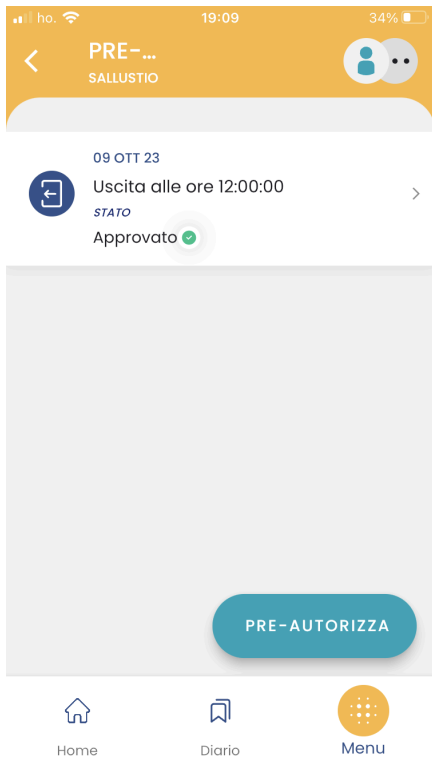 ho.
19:09
34%
PRE-...
SALLUSTIO
09 OTT 23
Uscita alle ore 12:00:00
STATO
Approvato
PRE-AUTORIZZA
Home
Diario
Menu